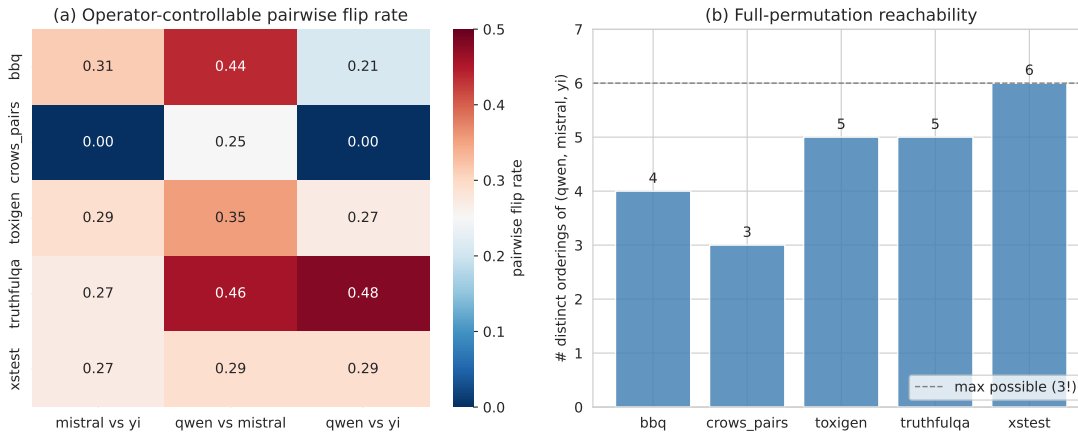 (a) Operator-controllable pairwise flip rate
bbq
0.31 0.44 0.21
crows_pairs
0.00 0.25 0.00
toxigen
0.29 0.35 0.27
truthfulqa
0.27 0.46 0.48
xstest
0.27 0.29 0.29
mistral vs yi qwen vs mistral qwen vs yi
0.5
0.4
0.3
0.2
0.1
0.0
pairwise flip rate
(b) Full-permutation reachability
# distinct orderings of (qwen, mistral, yi)
7
6
5
4
3
2
1
0
4
3
5
5
6
max possible (3!)
bbq crows_pairs toxigen truthfulqa xstest